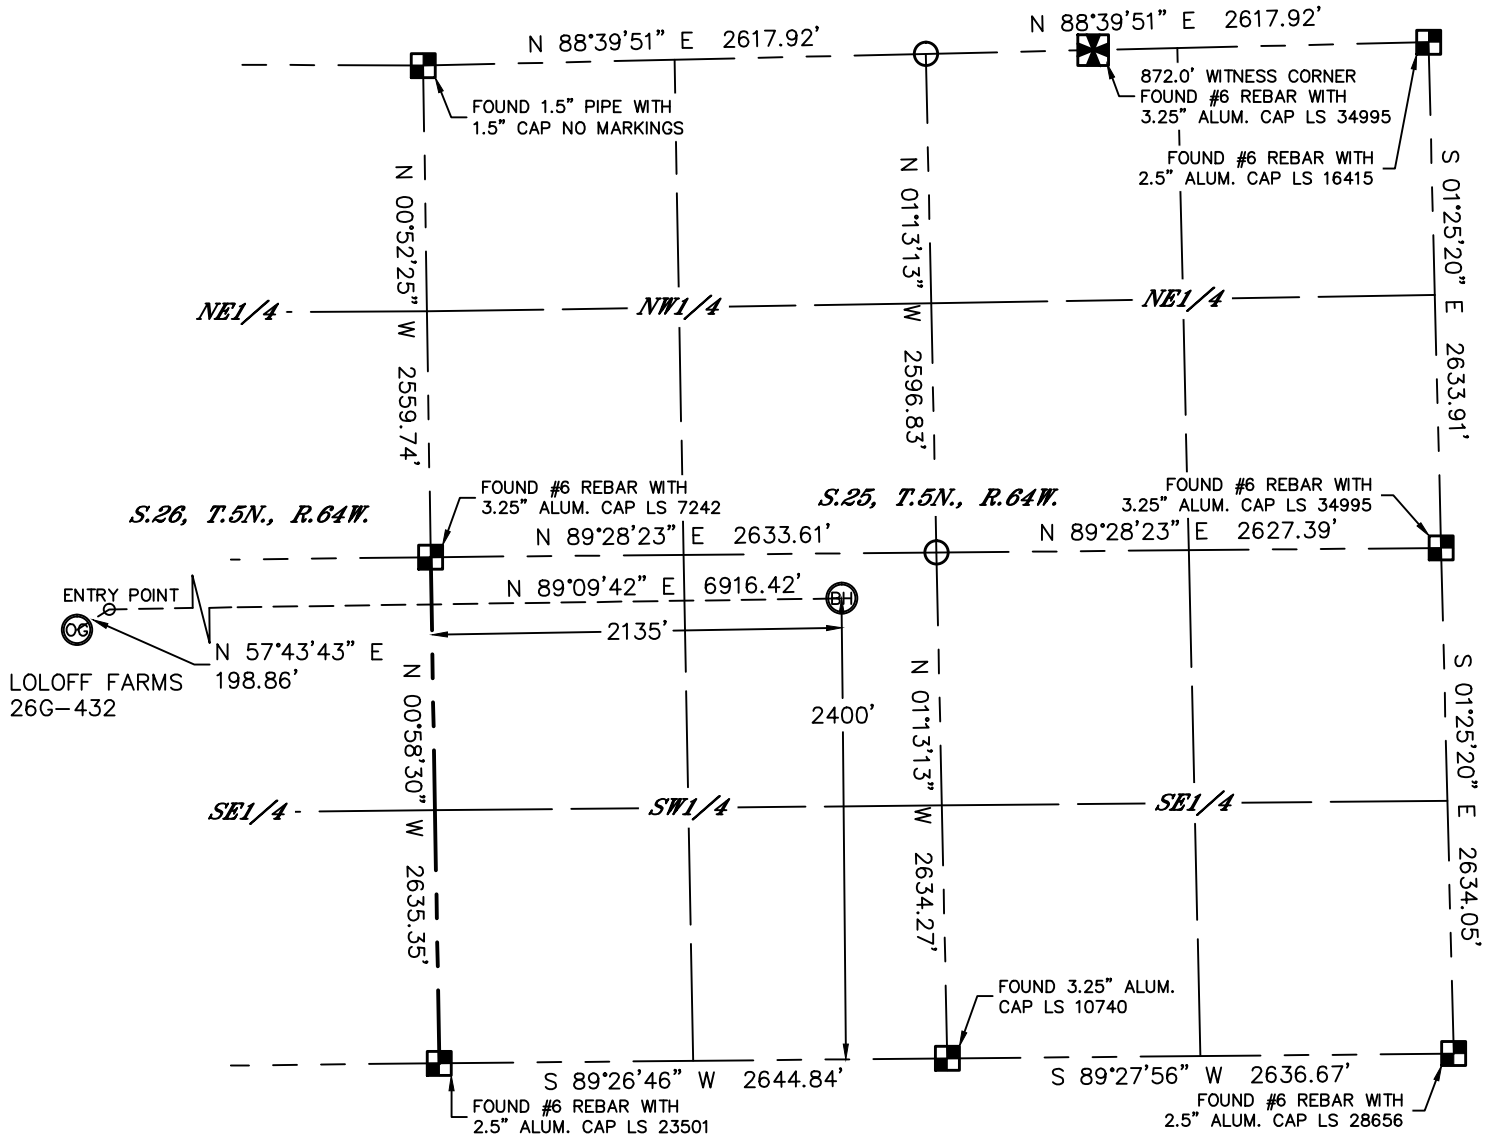 N 88°39'51" E 2617.92'
N 88°39'51" E 2617.92'
FOUND 1.5" PIPE WITH
1.5" CAP NO MARKINGS
872.0' WITNESS CORNER
FOUND #6 REBAR WITH
3.25" ALUM. CAP LS 34995
FOUND #6 REBAR WITH
2.5" ALUM. CAP LS 16415
N 00°52'25" W 2559.74'
N 01°13'13" W 2596.83'
S 01°25'20" E 2633.91'
NE1/4
NW1/4
NE1/4
S.26, T.5N., R.64W.
FOUND #6 REBAR WITH
3.25" ALUM. CAP LS 7242
S.25, T.5N., R.64W.
FOUND #6 REBAR WITH
3.25" ALUM. CAP LS 34995
N 89°28'23" E 2633.61'
N 89°28'23" E 2627.39'
ENTRY POINT
N 89°09'42" E 6916.42'
BH
OG
2135'
N 57°43'43" E
198.86'
LOLOFF FARMS
26G-432
2400'
N 00°58'30" W 2635.35'
N 01°13'13" W 2634.27'
S 01°25'20" E 2634.05'
SE1/4
SW1/4
SE1/4
FOUND 3.25" ALUM.
CAP LS 10740
S 89°26'46" W 2644.84'
S 89°27'56" W 2636.67'
FOUND #6 REBAR WITH
2.5" ALUM. CAP LS 23501
FOUND #6 REBAR WITH
2.5" ALUM. CAP LS 28656